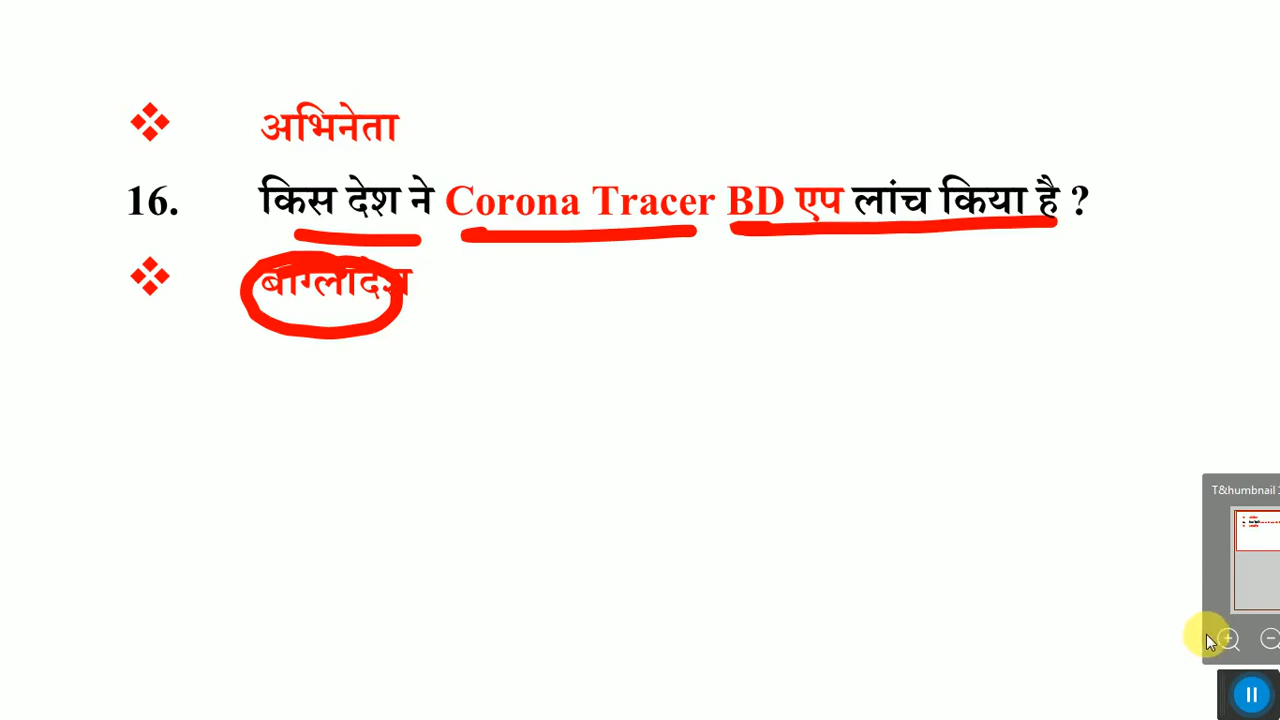 ❖ अभिनेता
16. किस देश ने Corona Tracer BD एप लांच किया है ?
❖ बांग्लादेश
T&humbnail